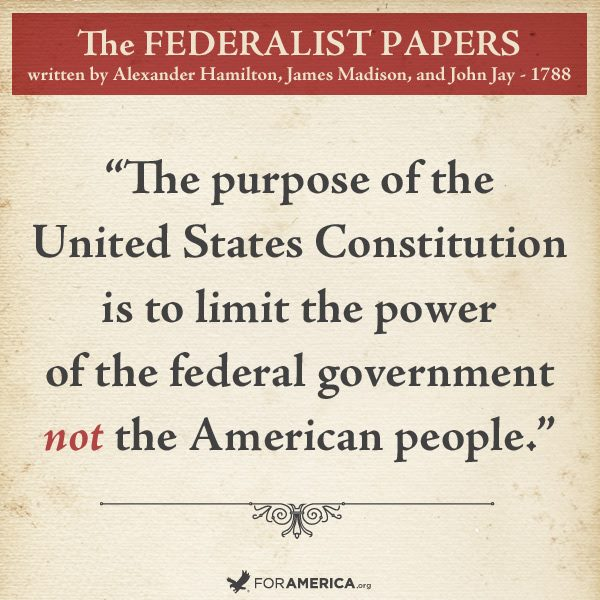 The FEDERALIST PAPERS
written by Alexander Hamilton, James Madison, and John Jay - 1788
“The purpose of the
United States Constitution
is to limit the power
of the federal government
not the American people.”
FORAMERICA.org